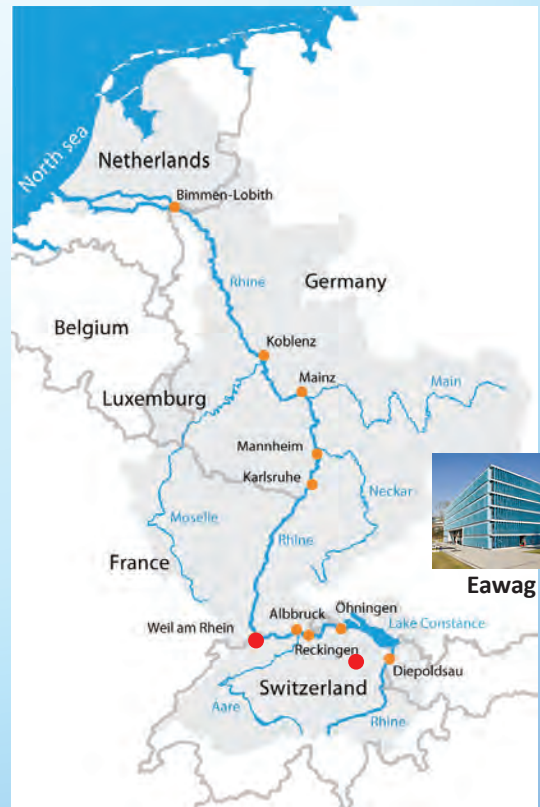 North sea
Netherlands
Bimmen-Lobith
Rhine
Germany
Belgium
Koblenz
Mainz
Main
Luxemburg
Mannheim
Karlsruhe
Neckar
Moselle
Rhine
France
Eawag
Albbruck
Öhningen
Lake Constance
Weil am Rhein
Reckingen
Diepoldsau
Switzerland
Aare
Rhine